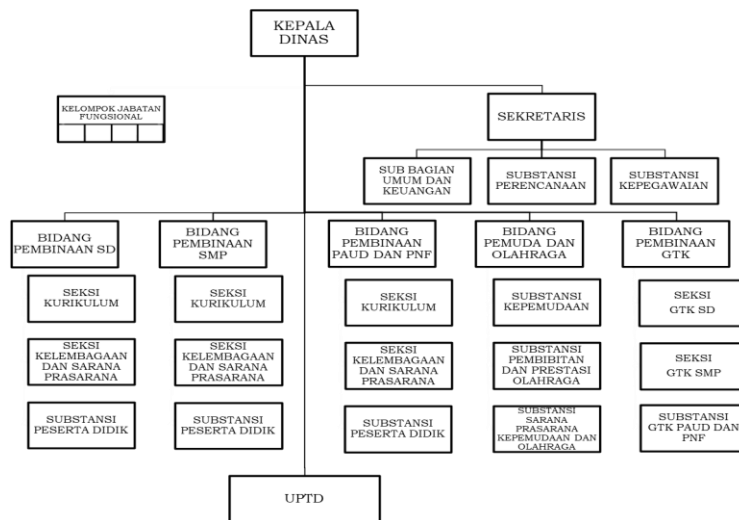 KEPALA
DINAS
KELOMPOK JABATAN
FUNGSIONAL
SEKRETARIS
SUB BAGIAN
UMUM DAN
KEUANGAN
SUBSTANSI
PERENCANAAN
SUBSTANSI
KEPEGAWAIAN
BIDANG
PEMBINAAN SD
BIDANG
PEMBINAAN
SMP
BIDANG
PEMBINAAN
PAUD DAN PNF
BIDANG
PEMUDA DAN
OLAHRAGA
BIDANG
PEMBINAAN
GTK
SEKSI
KURIKULUM
SEKSI
KURIKULUM
SEKSI
KURIKULUM
SUBSTANSI
KEPEMUDAAN
SEKSI
GTK SD
SEKSI
KELEMBAGAAN
DAN SARANA
PRASARANA
SEKSI
KELEMBAGAAN
DAN SARANA
PRASARANA
SEKSI
KELEMBAGAAN
DAN SARANA
PRASARANA
SUBSTANSI
PEMBIBITAN
DAN PRESTASI
OLAHRAGA
SEKSI
GTK SMP
SUBSTANSI
PESERTA DIDIK
SUBSTANSI
PESERTA DIDIK
SUBSTANSI
PESERTA DIDIK
SUBSTANSI
SARANA
PRASARANA
KEPEMUDAAN DAN
OLAHRAGA
SUBSTANSI
GTK PAUD DAN
PNF
UPTD